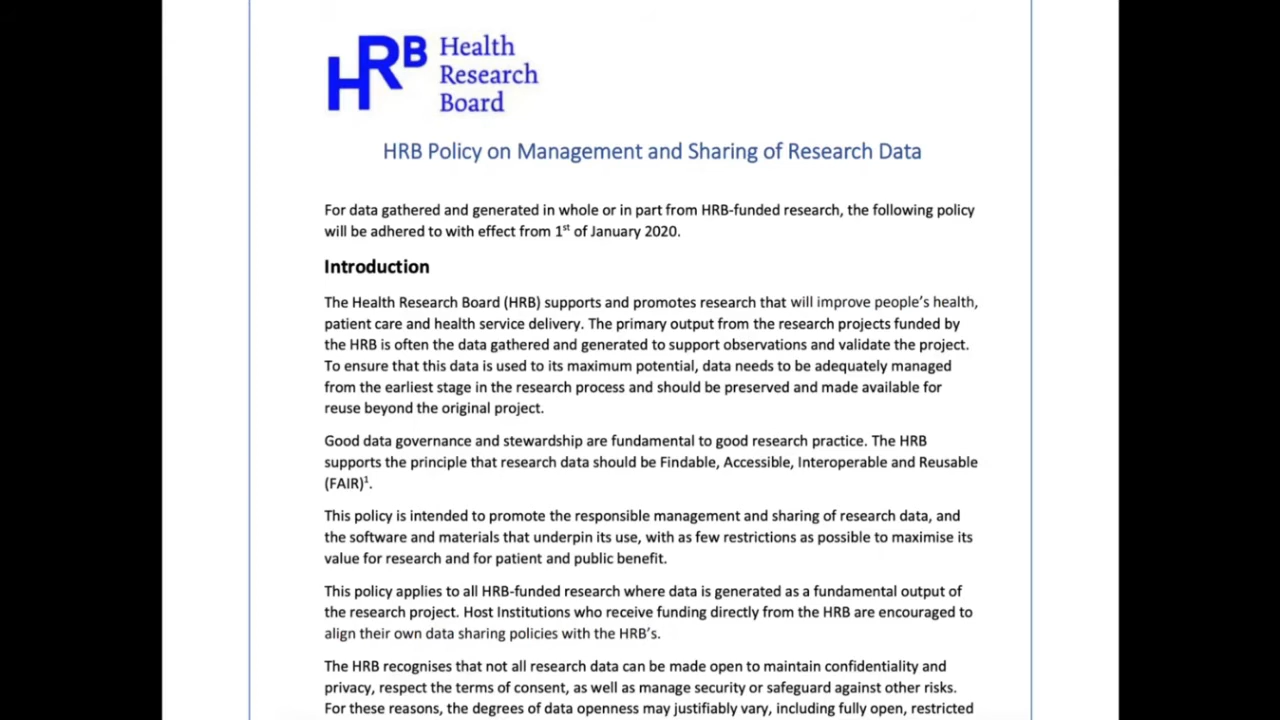 HRB Health
Research
Board
HRB Policy on Management and Sharing of Research Data
For data gathered and generated in whole or in part from HRB-funded research, the following policy
will be adhered to with effect from 1st of January 2020.
Introduction
The Health Research Board (HRB) supports and promotes research that will improve people's health,
patient care and health service delivery. The primary output from the research projects funded by
the HRB is often the data gathered and generated to support observations and validate the project.
To ensure that this data is used to its maximum potential, data needs to be adequately managed
from the earliest stage in the research process and should be preserved and made available for
reuse beyond the original project.
Good data governance and stewardship are fundamental to good research practice. The HRB
supports the principle that research data should be Findable, Accessible, Interoperable and Reusable
(FAIR)1.
This policy is intended to promote the responsible management and sharing of research data, and
the software and materials that underpin its use, with as few restrictions as possible to maximise its
value for research and for patient and public benefit.
This policy applies to all HRB-funded research where data is generated as a fundamental output of
the research project. Host Institutions who receive funding directly from the HRB are encouraged to
align their own data sharing policies with the HRB's.
The HRB recognises that not all research data can be made open to maintain confidentiality and
privacy, respect the terms of consent, as well as manage security or safeguard against other risks.
For these reasons, the degrees of data openness may justifiably vary, including fully open, restricted